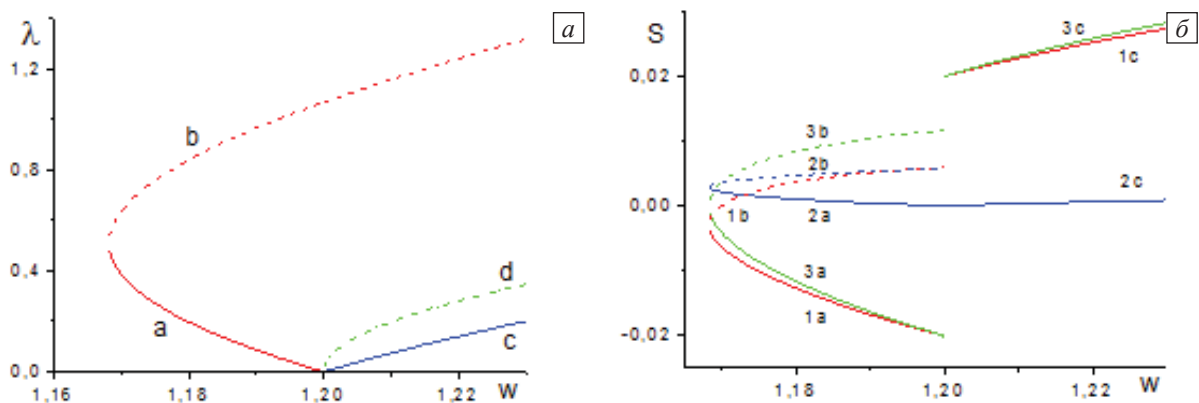 λ
a
1,2
0,8
0,4
0,0
b
a
d
c
1,16
1,18
1,20
1,22
W
S
б
0,02
0,00
-0,02
3c
1c
3b
2b
1b
2a
2c
3a
1a
1,18
1,20
1,22
W